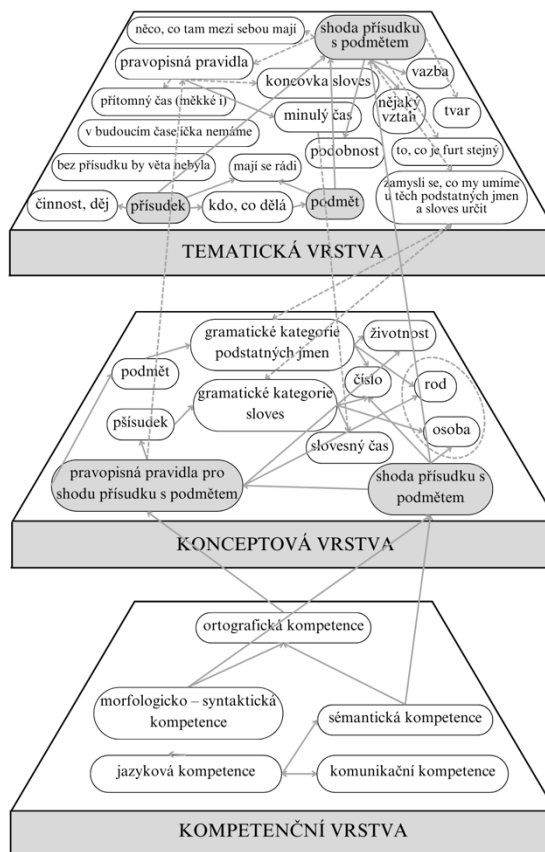 něco, co tam mezi sebou mají
shoda přísudku
s podmětem
pravopisná pravidla
koncovka sloves
vazba
přítomný čas (měkké i)
minulý čas
nějaký
vztah
tvar
v budoucím čase íčka nemáme
podobnost
to, co je furt stejný
bez přísudku by věta nebyla
mají se rádi
zamysli se, co my umíme
u těch podstatných jmen
a sloves určit
činnost, děj
přísudek
kdo, co dělá
podmět
TEMATICKÁ VRSTVA
gramatické kategorie
podstatných jmen
životnost
podmět
číslo
rod
gramatické kategorie
sloves
pšísudek
osoba
slovesný čas
pravopisná pravidla pro
shodu přísudku s podmětem
shoda přísudku s
podmětem
KONCEPTOVÁ VRSTVA
ortografická kompetence
morfologicko – syntaktická
kompetence
sémantická kompetence
jazyková kompetence
komunikační kompetence
KOMPETENČNÍ VRSTVA